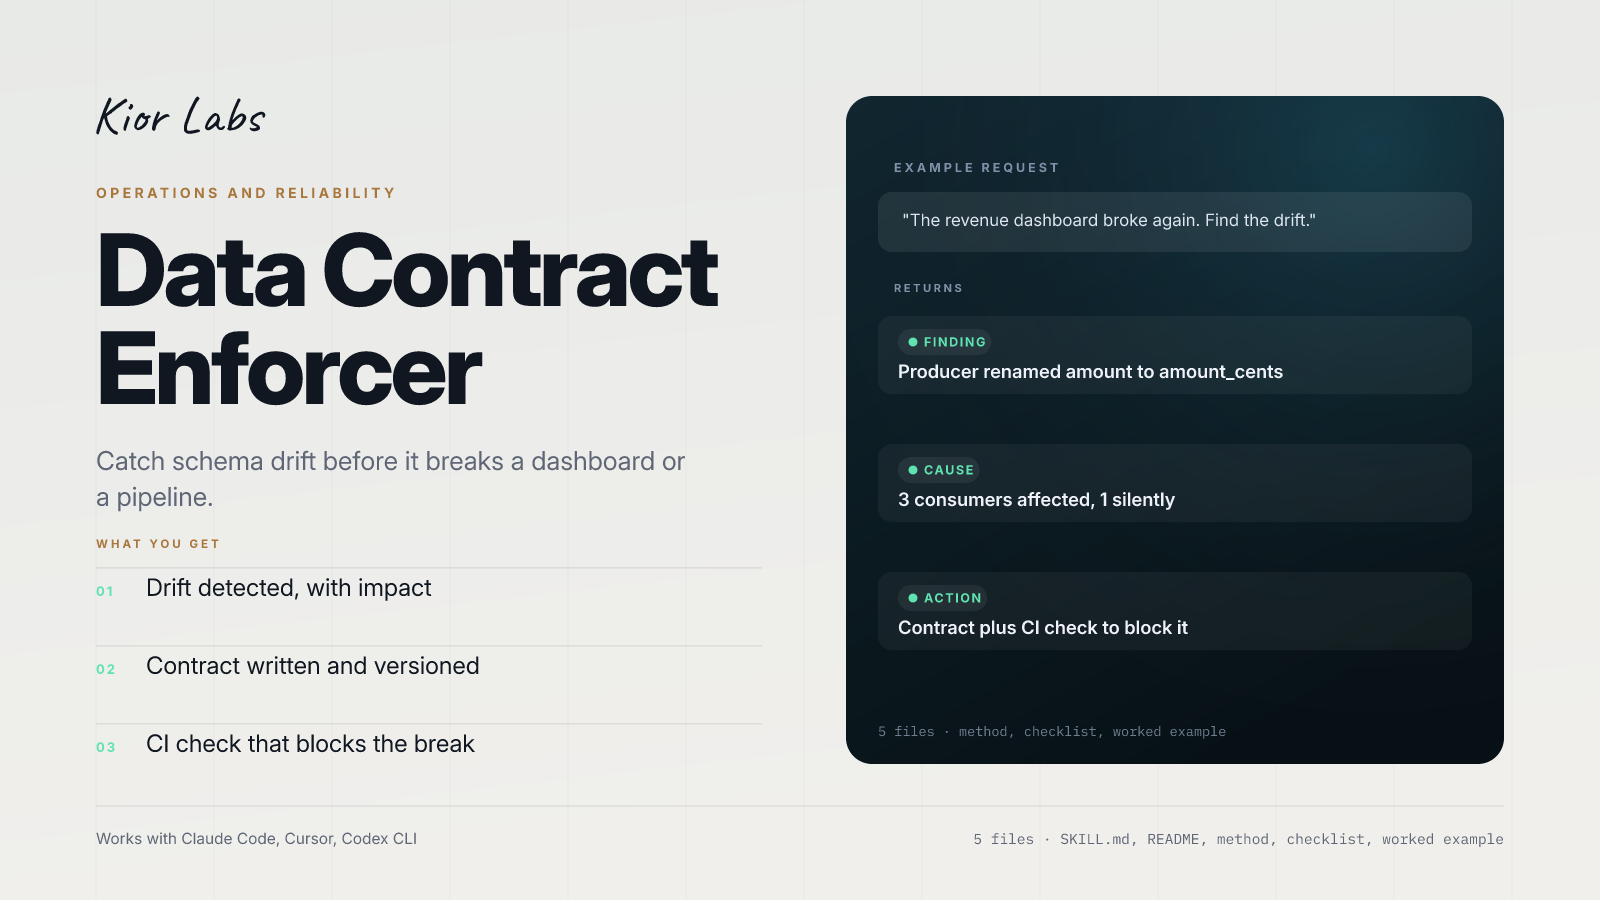 Kior Labs
OPERATIONS AND RELIABILITY
Data Contract
Enforcer
Catch schema drift before it breaks a dashboard or
a pipeline.
WHAT YOU GET
01 Drift detected, with impact
02 Contract written and versioned
03 CI check that blocks the break
EXAMPLE REQUEST
"The revenue dashboard broke again. Find the drift."
RETURNS
FINDING
Producer renamed amount to amount_cents
CAUSE
3 consumers affected, 1 silently
ACTION
Contract plus CI check to block it
5 files · method, checklist, worked example
Works with Claude Code, Cursor, Codex CLI
5 files · SKILL.md, README, method, checklist, worked example